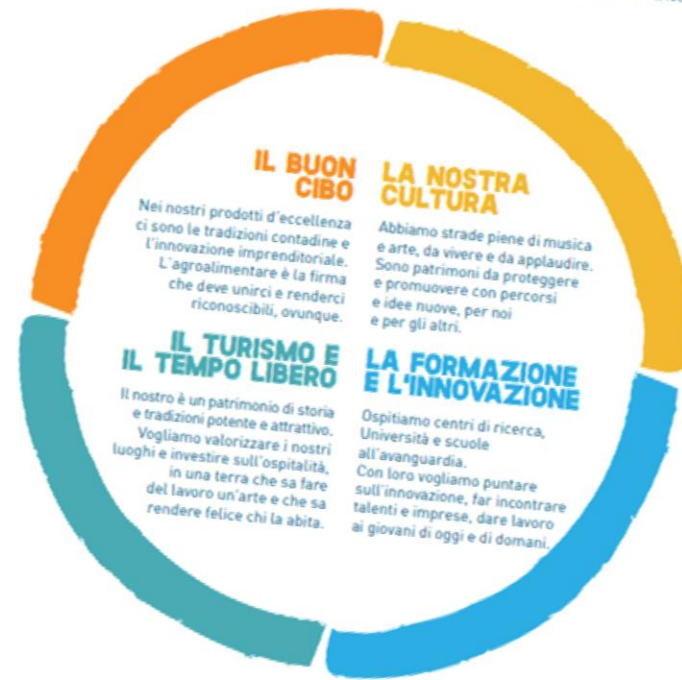 IL BUON
CIBO
Nei nostri prodotti d'eccellenza
ci sono le tradizioni contadine e
l'innovazione imprenditoriale.
L'agroalimentare è la firma
che deve unirci e renderci
riconoscibili, ovunque.
LA NOSTRA
CULTURA
Abbiamo strade piene di musica
e arte, da vivere e da applaudire.
Sono patrimoni da proteggere
e promuovere con percorsi
e idee nuove, per noi
e per gli altri.
IL TURISMO E
IL TEMPO LIBERO
Il nostro è un patrimonio di storia
e tradizioni potente e attrattivo.
Vogliamo valorizzare i nostri
luoghi e investire sull'ospitalità,
in una terra che sa fare
del lavoro un'arte e che sa
rendere felice chi la abita.
LA FORMAZIONE
E L'INNOVAZIONE
Ospitiamo centri di ricerca,
Università e scuole
all'avanguardia.
Con loro vogliamo puntare
sull'innovazione, far incontrare
talenti e imprese, dare lavoro
ai giovani di oggi e di domani.